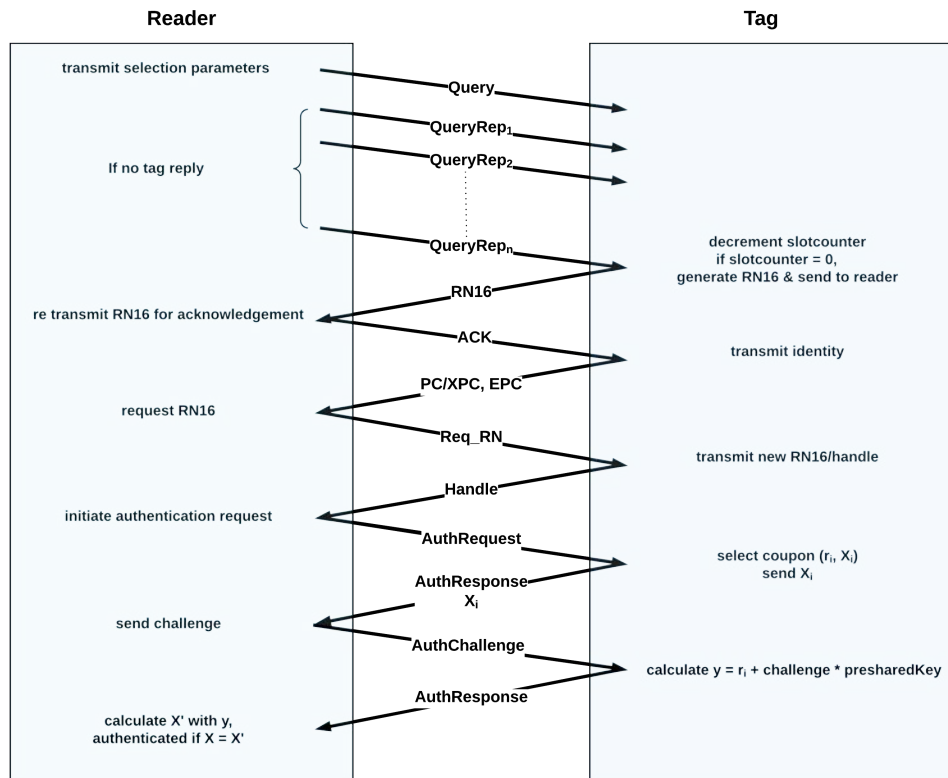 Reader
Tag
transmit selection parameters
Query
QueryRep₁
If no tag reply
QueryRep₂
QueryRepₙ
decrement slotcounter
if slotcounter = 0,
generate RN16 & send to reader
RN16
re transmit RN16 for acknowledgement
ACK
transmit identity
PC/XPC, EPC
request RN16
Req_RN
transmit new RN16/handle
Handle
initiate authentication request
AuthRequest
select coupon (rᵢ, Xᵢ)
send Xᵢ
AuthResponse
Xᵢ
send challenge
AuthChallenge
calculate y = rᵢ + challenge * presharedKey
AuthResponse
calculate X' with y,
authenticated if X = X'